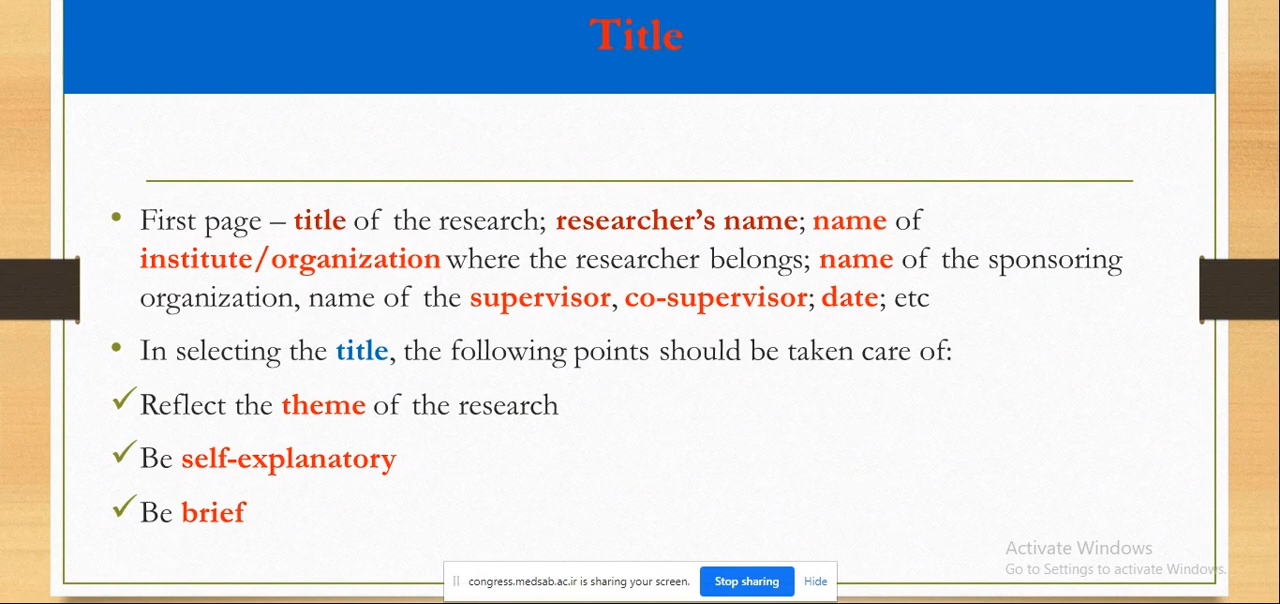 Title
• First page – title of the research; researcher’s name; name of
institute/organization where the researcher belongs; name of the sponsoring
organization, name of the supervisor, co-supervisor; date; etc
• In selecting the title, the following points should be taken care of:
✓ Reflect the theme of the research
✓ Be self-explanatory
✓ Be brief
Activate Windows
Go to Settings to activate Windows.
congress.medsab.ac.ir is sharing your screen. Stop sharing Hide